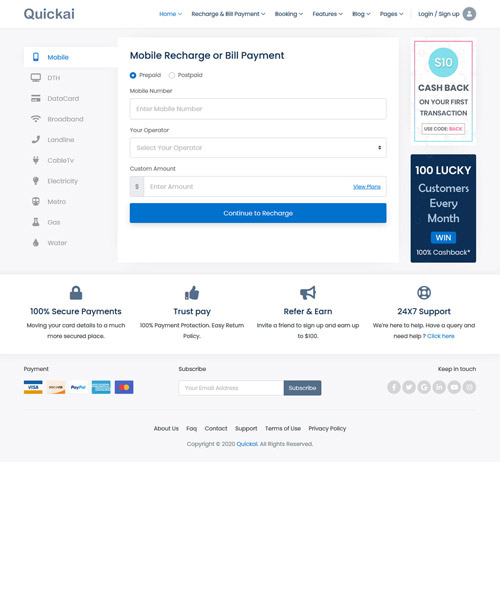 Quickai
Home
Recharge & Bill Payment
Booking
Features
Blog
Pages
Login / Sign up
Mobile
DTH
DataCard
Broadband
Landline
CableTv
Electricity
Metro
Gas
Water
Mobile Recharge or Bill Payment
Prepaid
Postpaid
Mobile Number
Enter Mobile Number
Your Operator
Select Your Operator
Custom Amount
$
Enter Amount
View Plans
Continue to Recharge
$10
CASH BACK
ON YOUR FIRST
TRANSACTION
USE CODE: BACK
100 LUCKY
Customers
Every
Month
WIN
100% Cashback*
100% Secure Payments
Moving your card details to a much
more secured place.
Trust pay
100% Payment Protection. Easy Return
Policy.
Refer & Earn
Invite a friend to sign up and earn up
to $100.
24X7 Support
We're here to help. Have a query and
need help ? Click here
Payment
VISA
DISCOVER
PayPal
Subscribe
Your Email Address
Subscribe
Keep in touch
About Us
Faq
Contact
Support
Terms of Use
Privacy Policy
Copyright © 2020 Quickai. All Rights Reserved.